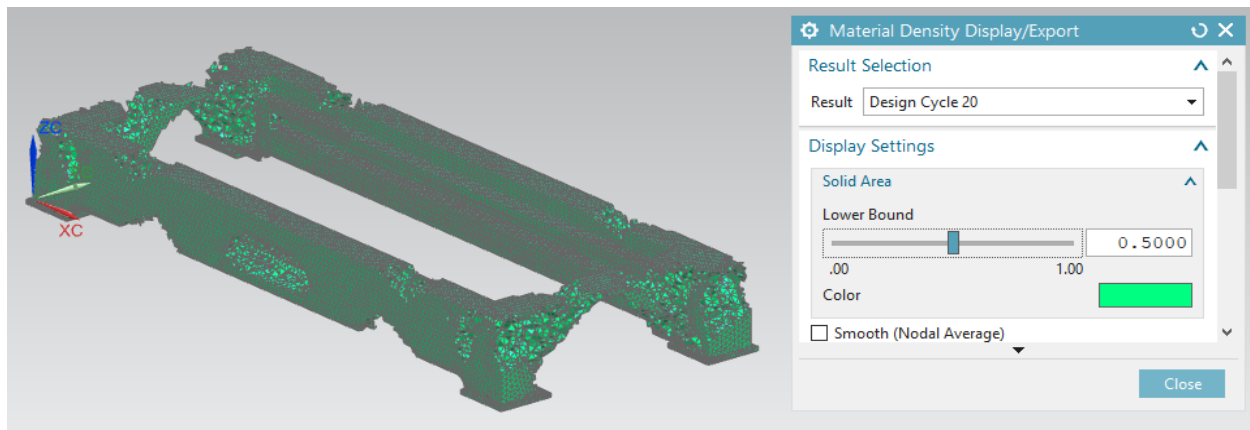 Material Density Display/Export
Result Selection
Result Design Cycle 20
Display Settings
Solid Area
Lower Bound
0.5000
.00 1.00
Color
Smooth (Nodal Average)
Close
ZC
XC